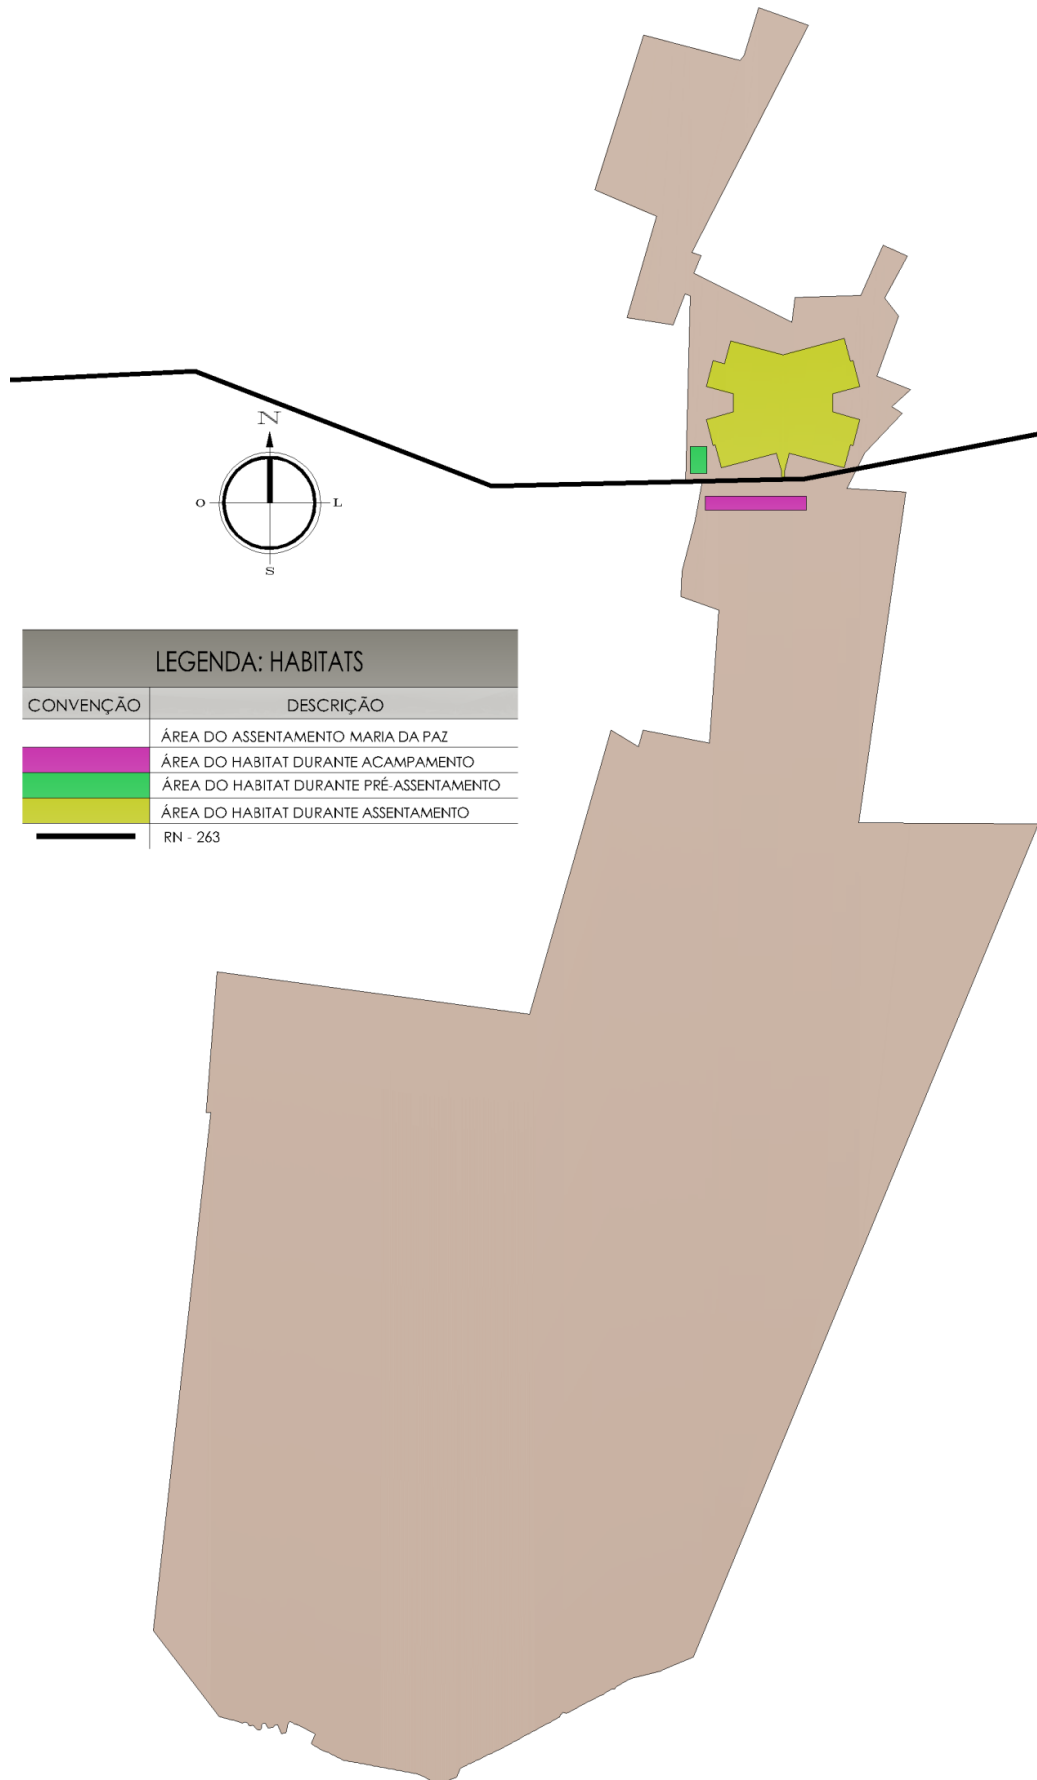 N
O
L
S
LEGENDA: HABITATS
CONVENÇÃO DESCRIÇÃO
ÁREA DO ASSENTAMENTO MARIA DA PAZ
ÁREA DO HABITAT DURANTE ACAMPAMENTO
ÁREA DO HABITAT DURANTE PRÉ-ASSENTAMENTO
ÁREA DO HABITAT DURANTE ASSENTAMENTO
RN - 263